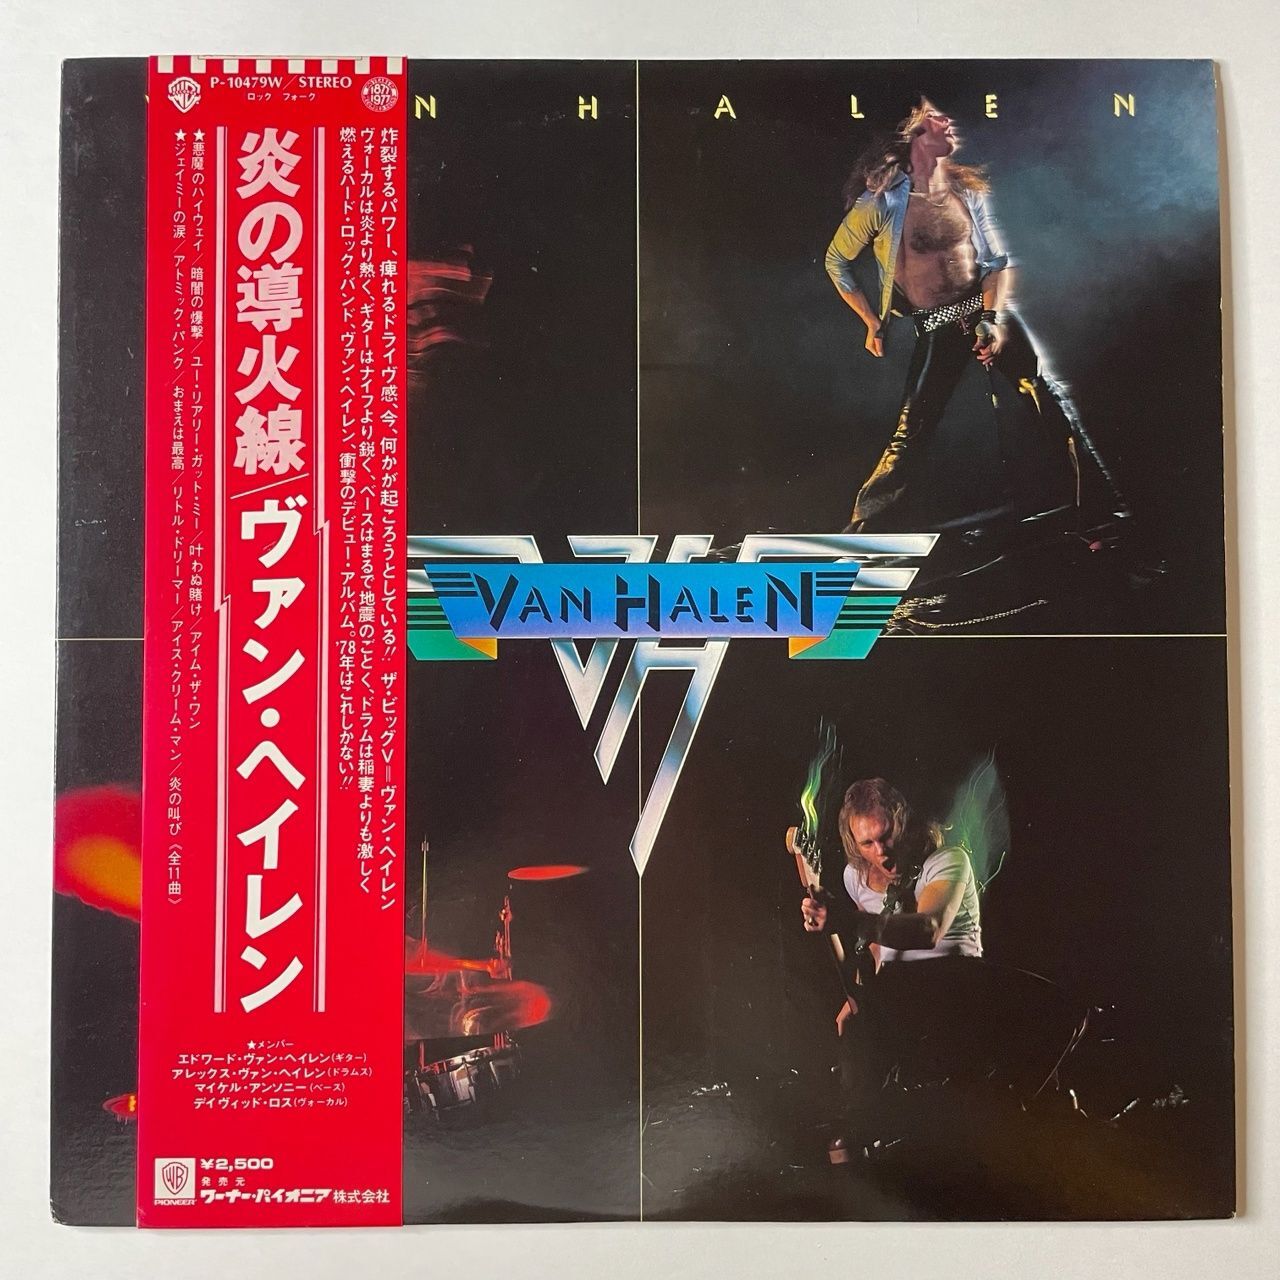 P-10479W/STEREO
ロック フォーク
1877
1977
N HALEN
炸裂するパワー、痺れるドライヴ感、今、何かが起ころうとしている!! ザ・ビッグV=ヴァン・ヘイレン
ヴォーカルは炎より熱く、ギターはナイフより鋭く、ベースはまるで地震のごとく、ドラムは稲妻よりも激しく
燃えるハード・ロック・バンド、ヴァン・ヘイレン、衝撃のデビュー・アルバム。'78年はこれしかない!!
炎の導火線/ヴァン・ヘイレン
★悪魔のハイウェイ/暗闇の爆撃/ユー・リアリー・ガット・ミー/叶わぬ賭け/アイム・ザ・ワン
★ジェイミーの涙/アトミック・パンク/おまえは最高/リトル・ドリーマー/アイス・クリーム・マン/炎の叫び《全11曲》
VAN HALEN
★メンバー
エドワード・ヴァン・ヘイレン(ギター)
アレックス・ヴァン・ヘイレン(ドラムス)
マイケル・アンソニー(ベース)
デイヴィッド・ロス(ヴォーカル)
WB
PIONEER
¥2,500
発売元
ワーナー・パイオニア株式会社